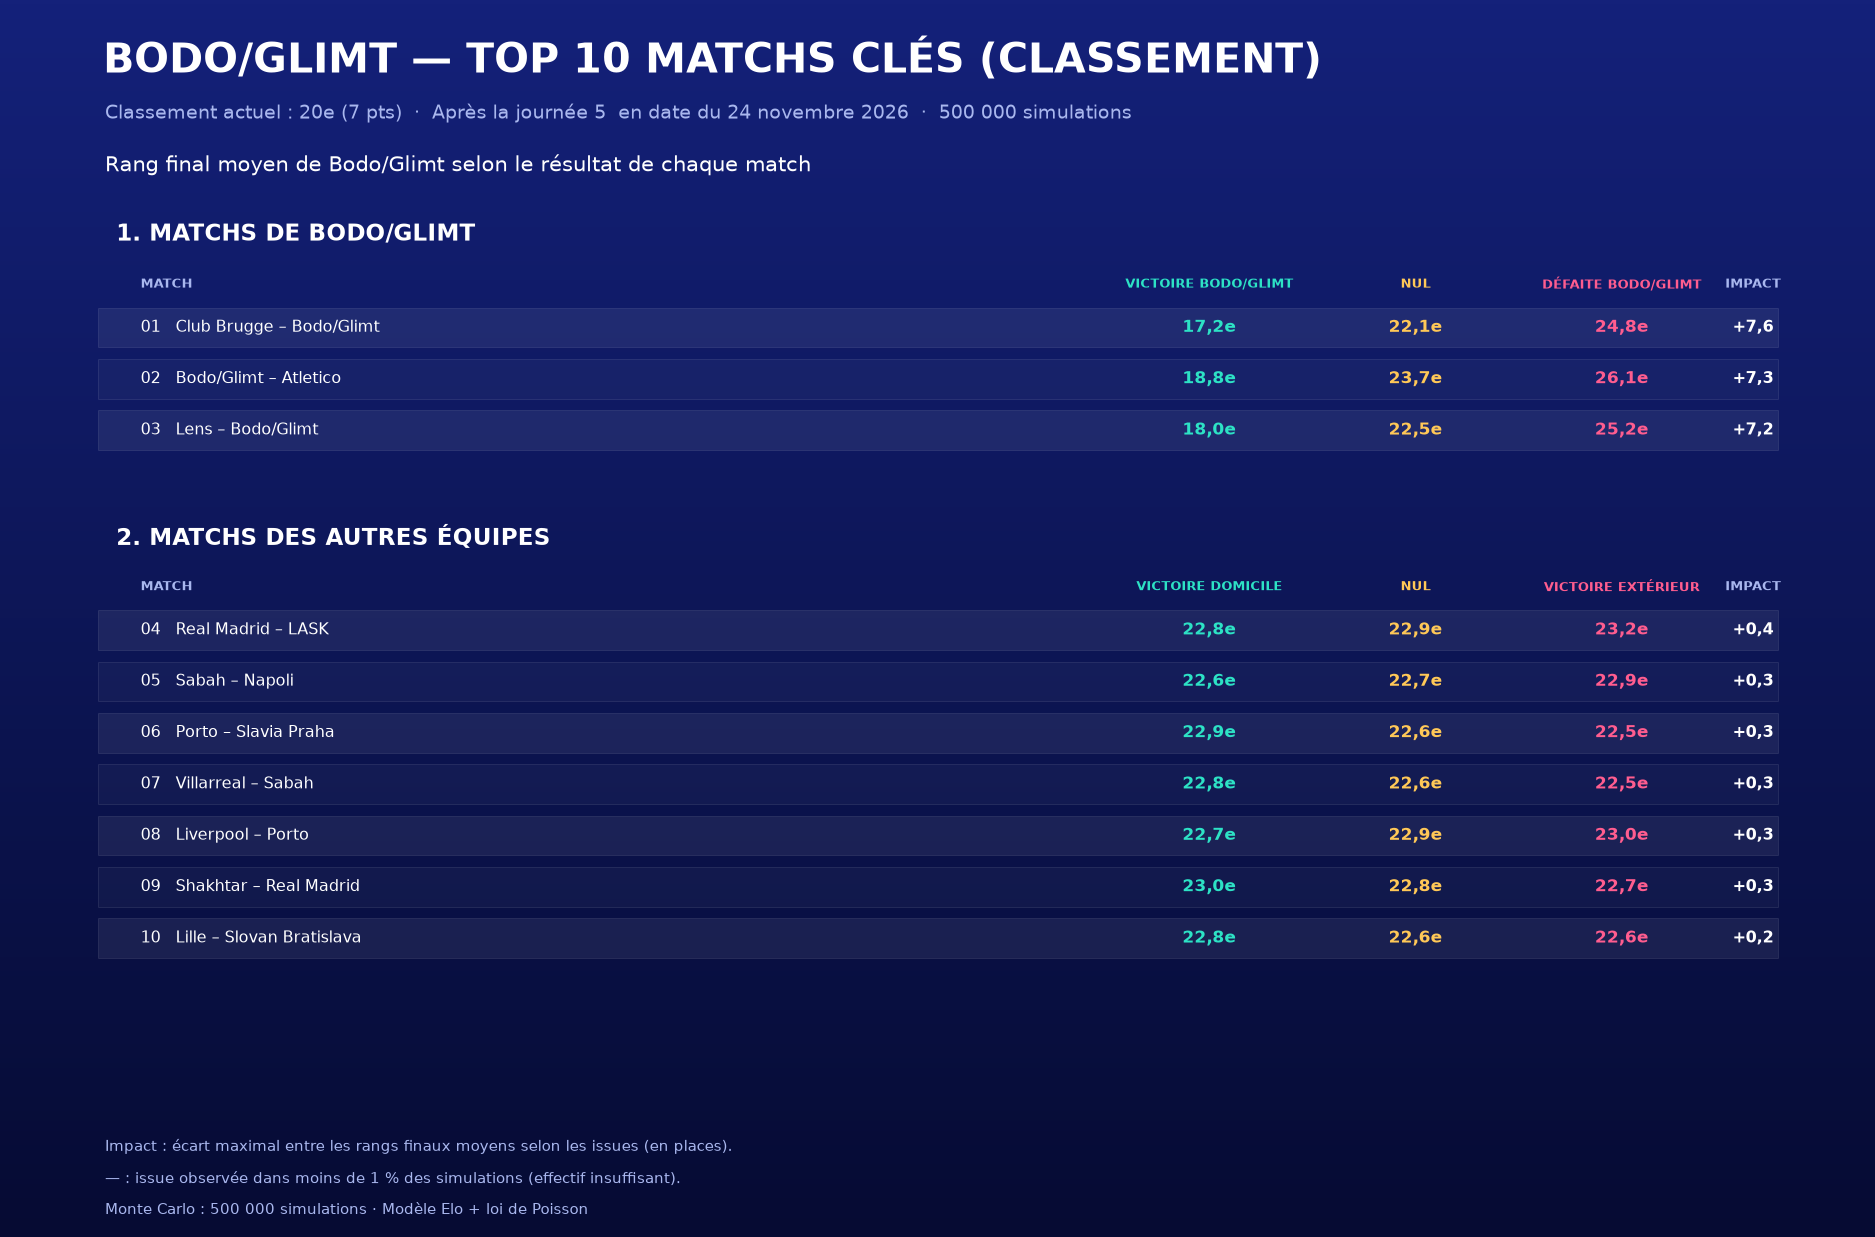 BODO/GLIMT — TOP 10 MATCHS CLÉS (CLASSEMENT)
Classement actuel : 20e (7 pts) · Après la journée 5 en date du 24 novembre 2026 · 500 000 simulations
Rang final moyen de Bodo/Glimt selon le résultat de chaque match
1. MATCHS DE BODO/GLIMT
MATCH VICTOIRE BODO/GLIMT NUL DÉFAITE BODO/GLIMT IMPACT
01 Club Brugge – Bodo/Glimt 17,2e 22,1e 24,8e +7,6
02 Bodo/Glimt – Atletico 18,8e 23,7e 26,1e +7,3
03 Lens – Bodo/Glimt 18,0e 22,5e 25,2e +7,2
2. MATCHS DES AUTRES ÉQUIPES
MATCH VICTOIRE DOMICILE NUL VICTOIRE EXTÉRIEUR IMPACT
04 Real Madrid – LASK 22,8e 22,9e 23,2e +0,4
05 Sabah – Napoli 22,6e 22,7e 22,9e +0,3
06 Porto – Slavia Praha 22,9e 22,6e 22,5e +0,3
07 Villarreal – Sabah 22,8e 22,6e 22,5e +0,3
08 Liverpool – Porto 22,7e 22,9e 23,0e +0,3
09 Shakhtar – Real Madrid 23,0e 22,8e 22,7e +0,3
10 Lille – Slovan Bratislava 22,8e 22,6e 22,6e +0,2
Impact : écart maximal entre les rangs finaux moyens selon les issues (en places).
— : issue observée dans moins de 1 % des simulations (effectif insuffisant).
Monte Carlo : 500 000 simulations · Modèle Elo + loi de Poisson